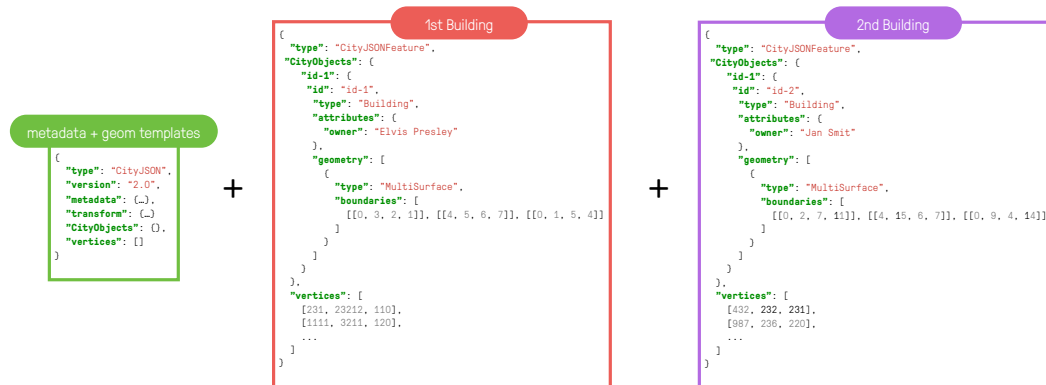 metadata + geom templates
{
"type": "CityJSON",
"version": "2.0",
"metadata": {…},
"transform": {…}
"CityObjects": {},
"vertices": []
}
+
1st Building
{
"type": "CityJSONFeature",
"CityObjects": {
"id-1": {
"id": "id-1",
"type": "Building",
"attributes": {
"owner": "Elvis Presley"
},
"geometry": [
{
"type": "MultiSurface",
"boundaries": [
[[0, 3, 2, 1]], [[4, 5, 6, 7]], [[0, 1, 5, 4]]
]
}
]
}
},
"vertices": [
[231, 23212, 110],
[1111, 3211, 120],
...
]
}
+
2nd Building
{
"type": "CityJSONFeature",
"CityObjects": {
"id-1": {
"id": "id-2",
"type": "Building",
"attributes": {
"owner": "Jan Smit"
},
"geometry": [
{
"type": "MultiSurface",
"boundaries": [
[[0, 2, 7, 11]], [[4, 15, 6, 7]], [[0, 9, 4, 14]]
]
}
]
}
},
"vertices": [
[432, 232, 231],
[987, 236, 220],
...
]
}